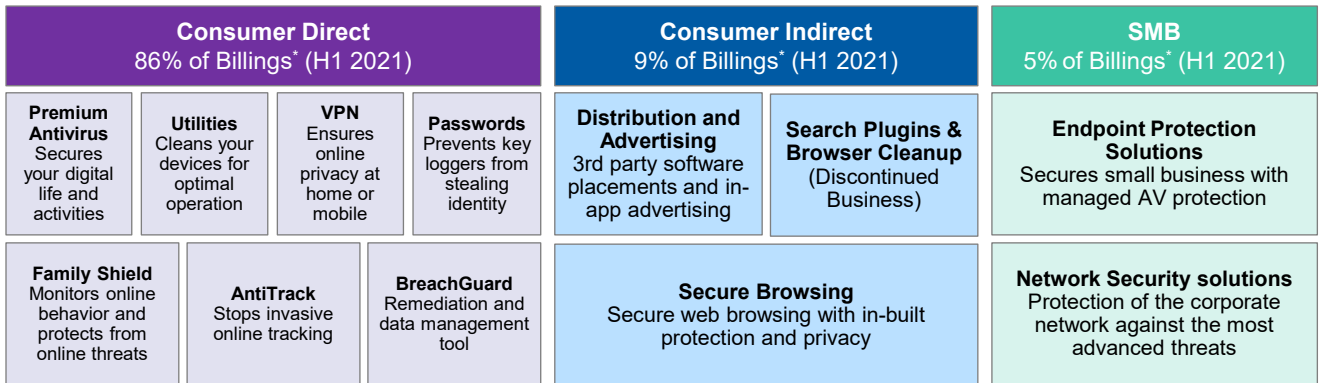 Consumer Direct
86% of Billings* (H1 2021)
Premium
Antivirus
Secures
your digital
life and
activities
Utilities
Cleans your
devices for
optimal
operation
VPN
Ensures
online
privacy at
home or
mobile
Passwords
Prevents key
loggers from
stealing
identity
Family Shield
Monitors online
behavior and
protects from
online threats
AntiTrack
Stops invasive
online tracking
BreachGuard
Remediation and
data management
tool
Consumer Indirect
9% of Billings* (H1 2021)
Distribution and
Advertising
3rd party software
placements and in-
app advertising
Search Plugins &
Browser Cleanup
(Discontinued
Business)
Secure Browsing
Secure web browsing with in-built
protection and privacy
SMB
5% of Billings* (H1 2021)
Endpoint Protection
Solutions
Secures small business with
managed AV protection
Network Security solutions
Protection of the corporate
network against the most
advanced threats